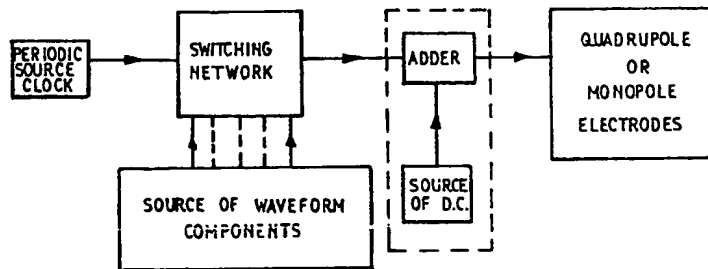 PERIODIC
SOURCE
CLOCK
SWITCHING
NETWORK
ADDER
SOURCE
OF D.C.
QUADRUPOLE
OR
MONOPOLE
ELECTRODES
SOURCE OF WAVEFORM
COMPONENTS